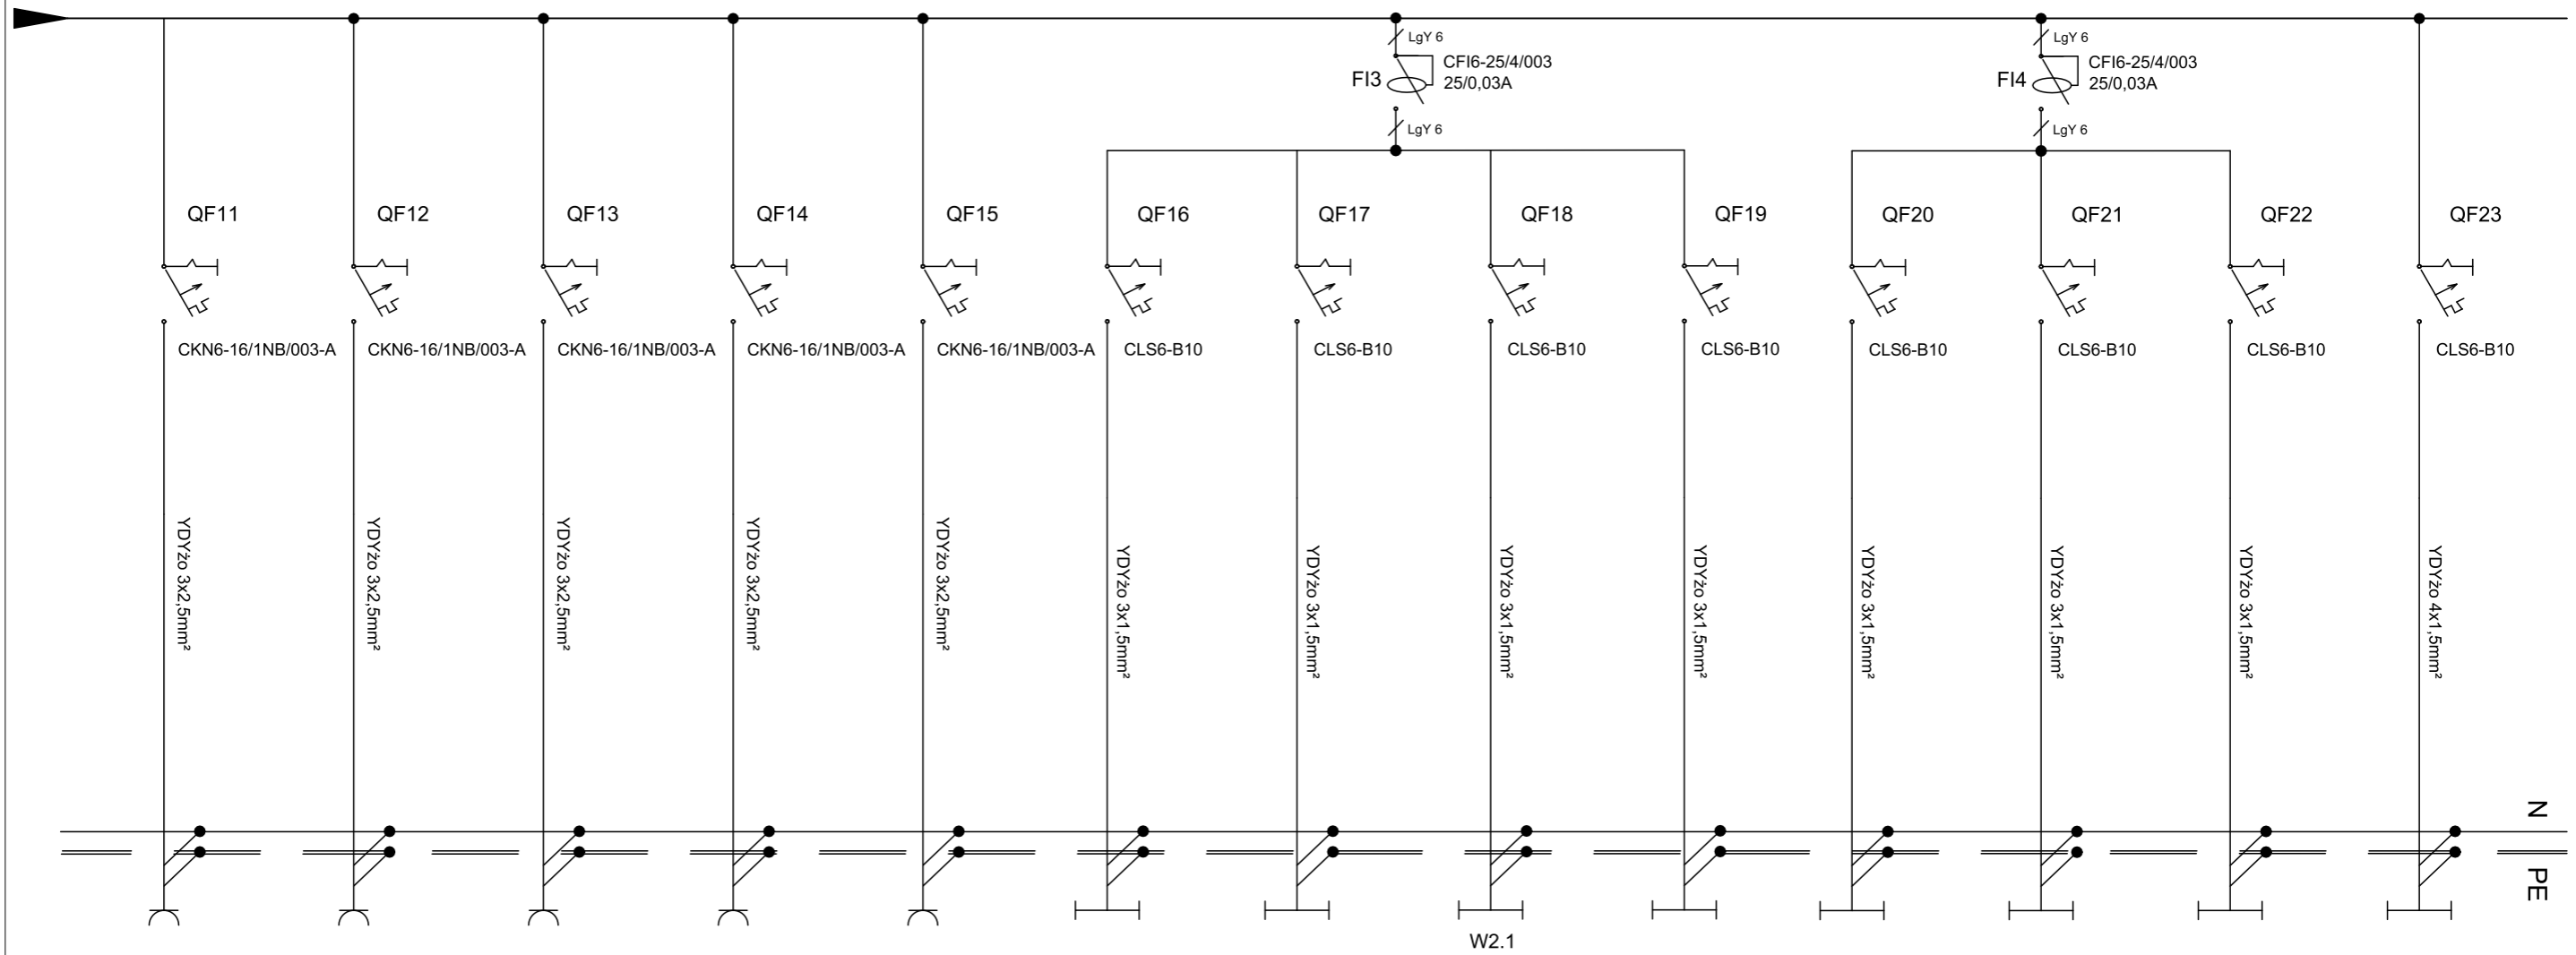 LgY 6
LgY 6
FI3
CFI6-25/4/003
25/0,03A
FI4
CFI6-25/4/003
25/0,03A
LgY 6
LgY 6
QF11
QF12
QF13
QF14
QF15
QF16
QF17
QF18
QF19
QF20
QF21
QF22
QF23
CKN6-16/1NB/003-A
CKN6-16/1NB/003-A
CKN6-16/1NB/003-A
CKN6-16/1NB/003-A
CKN6-16/1NB/003-A
CLS6-B10
CLS6-B10
CLS6-B10
CLS6-B10
CLS6-B10
CLS6-B10
CLS6-B10
CLS6-B10
YDYżo 3x2,5mm²
YDYżo 3x2,5mm²
YDYżo 3x2,5mm²
YDYżo 3x2,5mm²
YDYżo 3x2,5mm²
YDYżo 3x1,5mm²
YDYżo 3x1,5mm²
YDYżo 3x1,5mm²
YDYżo 3x1,5mm²
YDYżo 3x1,5mm²
YDYżo 3x1,5mm²
YDYżo 3x1,5mm²
YDYżo 4x1,5mm²
N
PE
W2.1